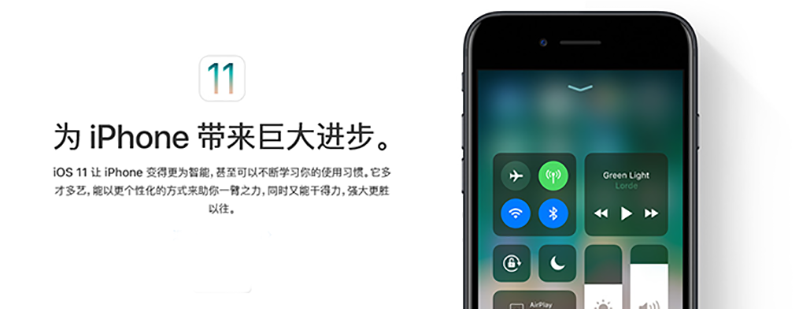 11
为 iPhone 带来巨大进步。
iOS 11 让 iPhone 变得更为智能，甚至可以不断学习你的使用习惯。它多
才多艺，能以更个性化的方式来助你一臂之力，同时又能干得力，强大更胜
以往。
Green Light
Lorde
AirPlay